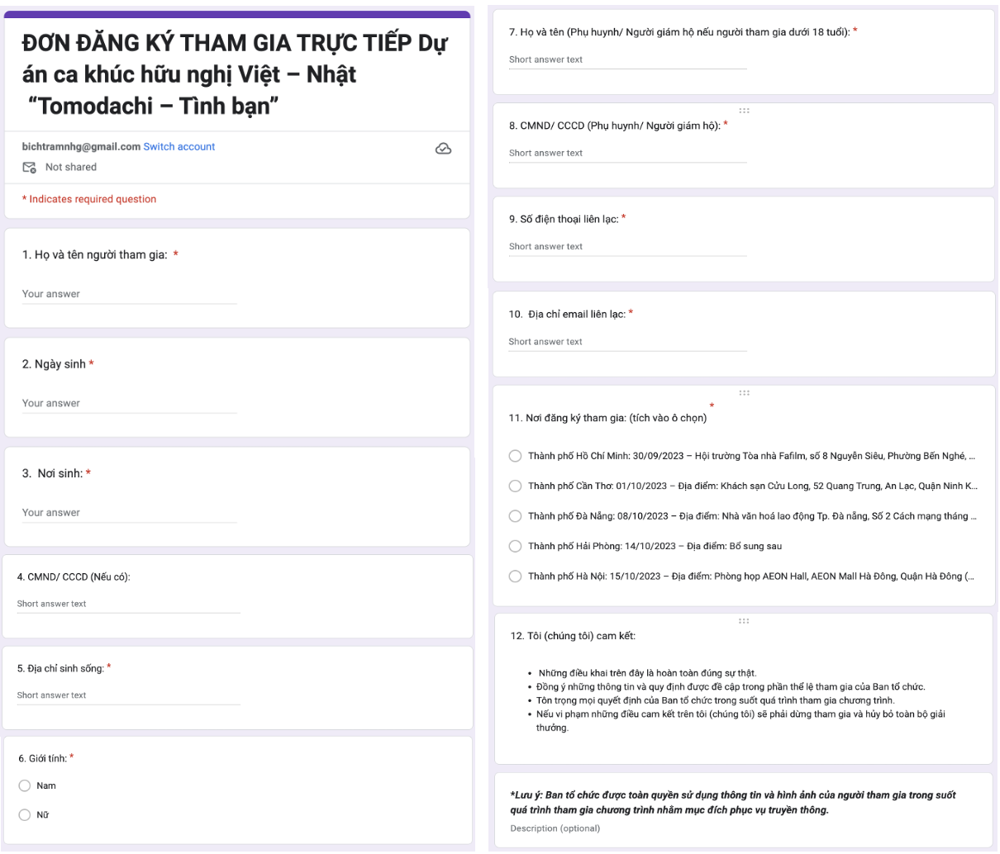 ĐƠN ĐĂNG KÝ THAM GIA TRỰC TIẾP Dự
án ca khúc hữu nghị Việt – Nhật
“Tomodachi – Tình bạn”
bichtramnhg@gmail.com Switch account
Not shared
* Indicates required question
1. Họ và tên người tham gia: *
Your answer
2. Ngày sinh *
Your answer
3. Nơi sinh: *
Your answer
4. CMND/ CCCD (Nếu có):
Short answer text
5. Địa chỉ sinh sống: *
Short answer text
6. Giới tính: *
Nam
Nữ
7. Họ và tên (Phụ huynh/ Người giám hộ nếu người tham gia dưới 18 tuổi): *
Short answer text
8. CMND/ CCCD (Phụ huynh/ Người giám hộ): *
Short answer text
9. Số điện thoại liên lạc: *
Short answer text
10. Địa chỉ email liên lạc: *
Short answer text
11. Nơi đăng ký tham gia: (tích vào ô chọn) *
Thành phố Hồ Chí Minh: 30/09/2023 – Hội trường Tòa nhà Fafilm, số 8 Nguyễn Siêu, Phường Bến Nghé, ...
Thành phố Cần Thơ: 01/10/2023 – Địa điểm: Khách sạn Cửu Long, 52 Quang Trung, An Lạc, Quận Ninh K...
Thành phố Đà Nẵng: 08/10/2023 – Địa điểm: Nhà văn hoá lao động Tp. Đà nẵng, Số 2 Cách mạng tháng ...
Thành phố Hải Phòng: 14/10/2023 – Địa điểm: Bổ sung sau
Thành phố Hà Nội: 15/10/2023 – Địa điểm: Phòng họp AEON Hall, AEON Mall Hà Đông, Quận Hà Đông (...
12. Tôi (chúng tôi) cam kết:
• Những điều khai trên đây là hoàn toàn đúng sự thật.
• Đồng ý những thông tin và quy định được đề cập trong phần thể lệ tham gia của Ban tổ chức.
• Tôn trọng mọi quyết định của Ban tổ chức trong suốt quá trình tham gia chương trình.
• Nếu vi phạm những điều cam kết trên tôi (chúng tôi) sẽ phải dừng tham gia và hủy bỏ toàn bộ giải
thưởng.
*Lưu ý: Ban tổ chức được toàn quyền sử dụng thông tin và hình ảnh của người tham gia trong suốt
quá trình tham gia chương trình nhằm mục đích phục vụ truyền thông.
Description (optional)